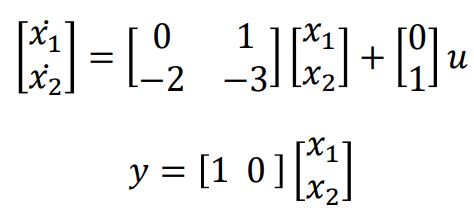 [ẋ₁ ẋ₂] = [0 1 −2 −3] [x₁ x₂] + [0 1] u
y = [1 0] [x₁ x₂]